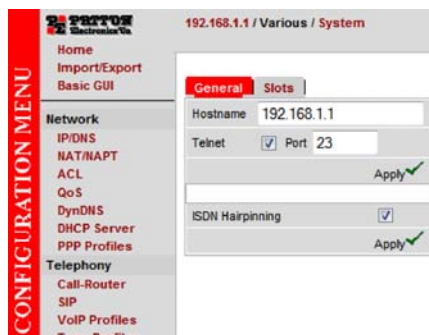 PATTON
Electronics Co.
192.168.1.1 / Various / System
CONFIGURATION MENU
Home
Import/Export
Basic GUI
Network
IP/DNS
NAT/NAPT
ACL
QoS
DynDNS
DHCP Server
PPP Profiles
Telephony
Call-Router
SIP
VoIP Profiles
General Slots
Hostname 192.168.1.1
Telnet Port 23
Apply
ISDN Hairpinning
Apply